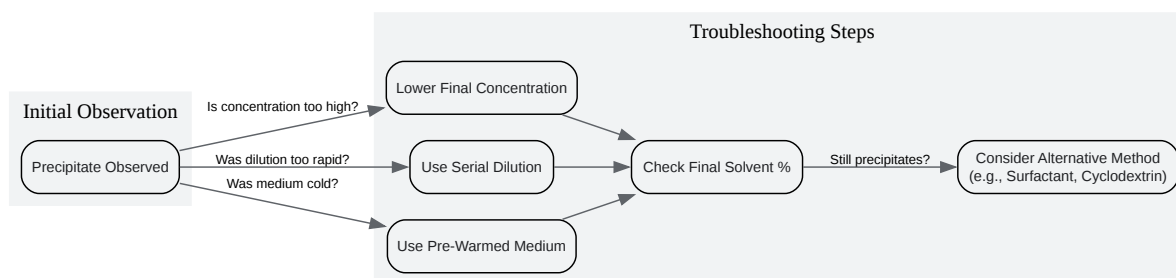 Troubleshooting Steps
Initial Observation
Precipitate Observed
Is concentration too high?
Was dilution too rapid?
Was medium cold?
Lower Final Concentration
Use Serial Dilution
Use Pre-Warmed Medium
Check Final Solvent %
Still precipitates?
Consider Alternative Method
(e.g., Surfactant, Cyclodextrin)